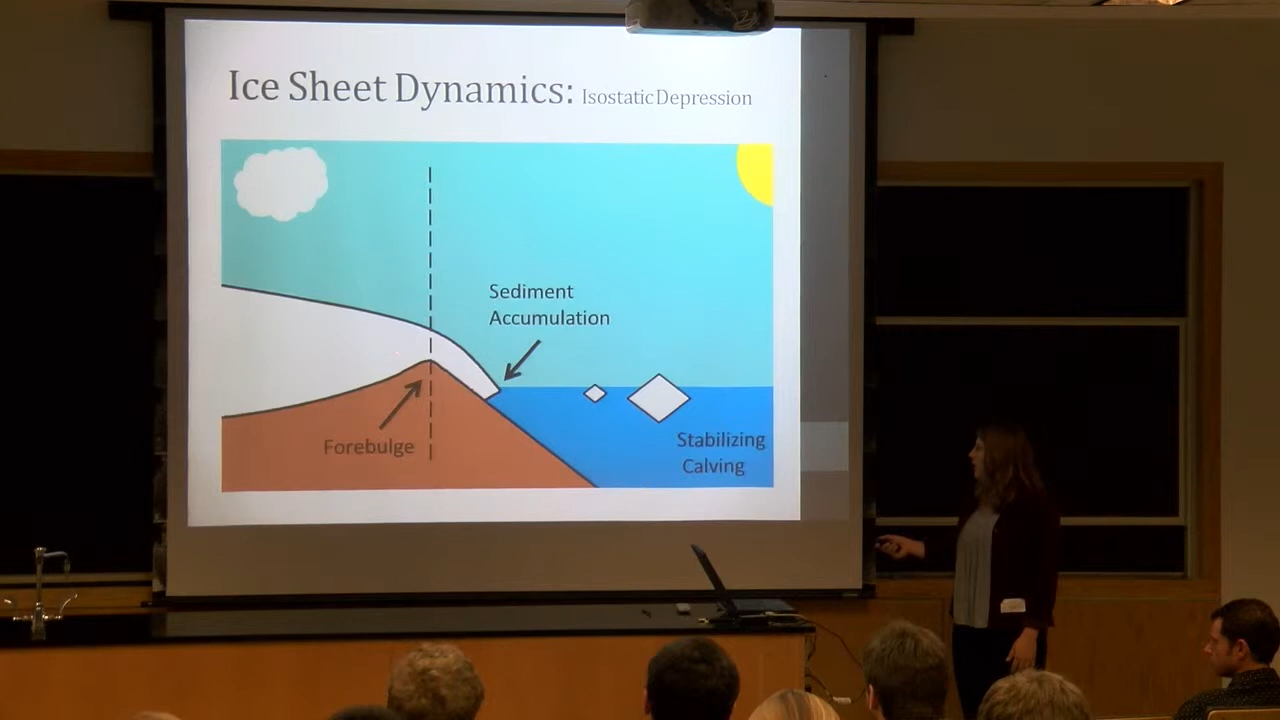 Ice Sheet Dynamics: Isostatic Depression
Sediment
Accumulation
Forebulge
Stabilizing
Calving